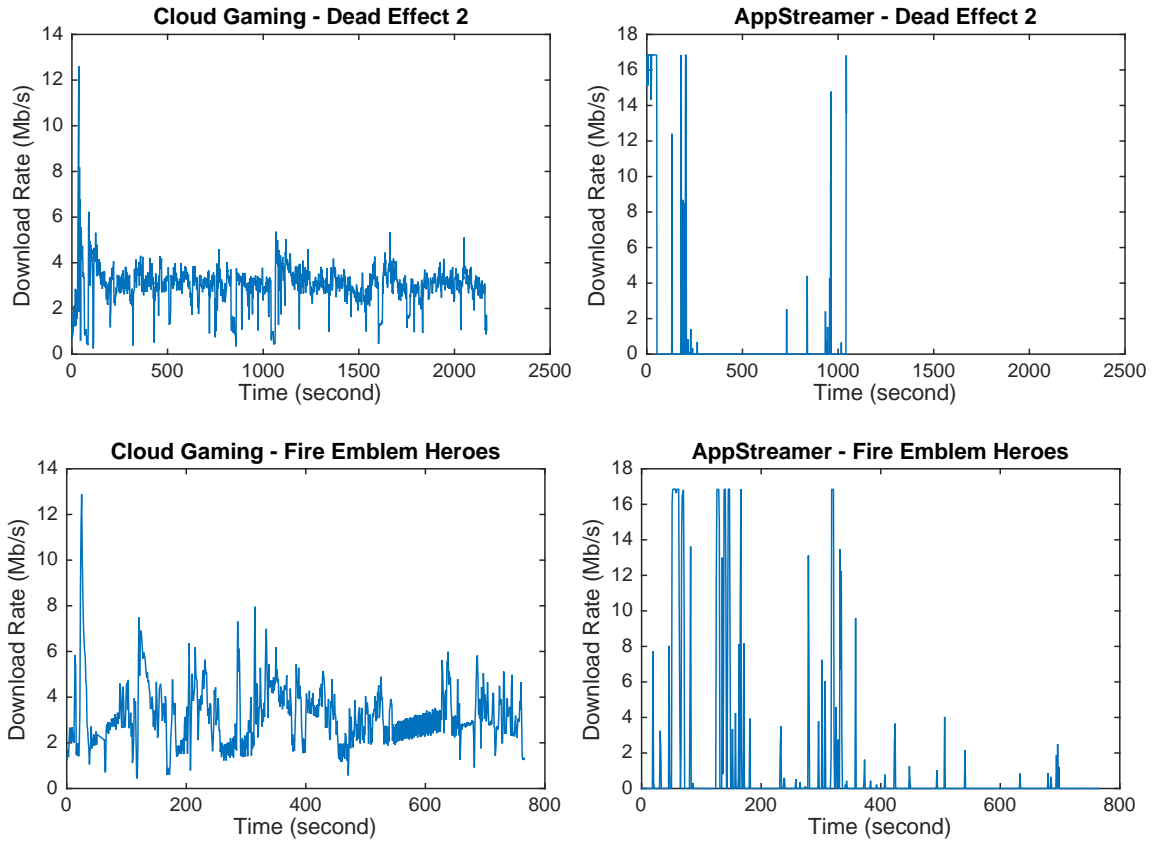 Cloud Gaming - Dead Effect 2
Download Rate (Mb/s)
14
12
10
8
6
4
2
0
0 500 1000 1500 2000 2500
Time (second)
AppStreamer - Dead Effect 2
Download Rate (Mb/s)
18
16
14
12
10
8
6
4
2
0
0 500 1000 1500 2000 2500
Time (second)
Cloud Gaming - Fire Emblem Heroes
Download Rate (Mb/s)
14
12
10
8
6
4
2
0
0 200 400 600 800
Time (second)
AppStreamer - Fire Emblem Heroes
Download Rate (Mb/s)
18
16
14
12
10
8
6
4
2
0
0 200 400 600 800
Time (second)